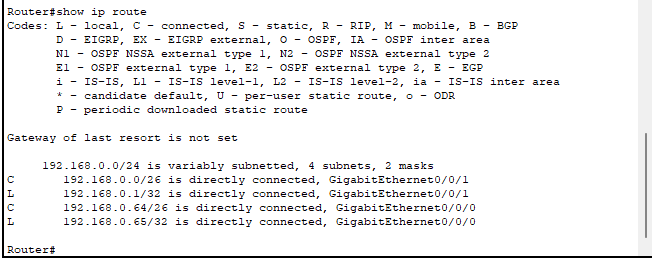 Router#show ip route
Codes: L - local, C - connected, S - static, R - RIP, M - mobile, B - BGP
D - EIGRP, EX - EIGRP external, O - OSPF, IA - OSPF inter area
N1 - OSPF NSSA external type 1, N2 - OSPF NSSA external type 2
E1 - OSPF external type 1, E2 - OSPF external type 2, E - EGP
i - IS-IS, L1 - IS-IS level-1, L2 - IS-IS level-2, ia - IS-IS inter area
* - candidate default, U - per-user static route, o - ODR
P - periodic downloaded static route
Gateway of last resort is not set
192.168.0.0/24 is variably subnetted, 4 subnets, 2 masks
C 192.168.0.0/26 is directly connected, GigabitEthernet0/0/1
L 192.168.0.1/32 is directly connected, GigabitEthernet0/0/1
C 192.168.0.64/26 is directly connected, GigabitEthernet0/0/0
L 192.168.0.65/32 is directly connected, GigabitEthernet0/0/0
Router#